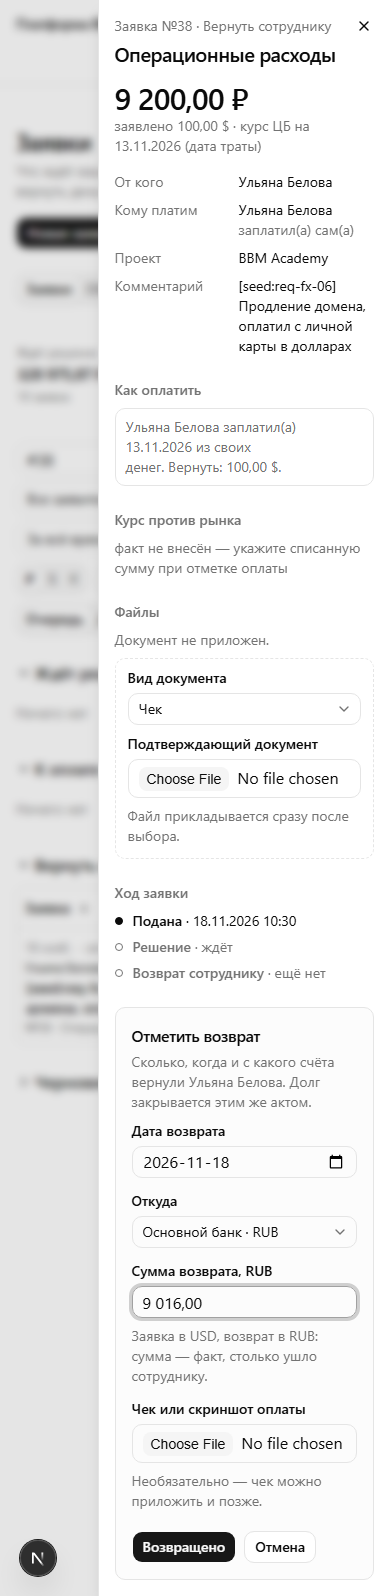 Заявка №38 · Вернуть сотруднику
Операционные расходы
9 200,00 ₽
заявлено 100,00 $ · курс ЦБ на
13.11.2026 (дата траты)
От кого
Ульяна Белова
Кому платим
Ульяна Белова
заплатил(а) сам(а)
Проект
BBM Academy
Комментарий
[seed:req-fx-06]
Продление домена,
оплатил с личной
карты в долларах
Как оплатить
Ульяна Белова заплатил(а)
13.11.2026 из своих
денег. Вернуть: 100,00 $.
Курс против рынка
факт не внесён — укажите списанную
сумму при отметке оплаты
Файлы
Документ не приложен.
Вид документа
Чек
Подтверждающий документ
Choose File No file chosen
Файл прикладывается сразу после
выбора.
Ход заявки
Подана · 18.11.2026 10:30
Решение · ждёт
Возврат сотруднику · ещё нет
Отметить возврат
Сколько, когда и с какого счёта
вернули Ульяна Белова. Долг
закрывается этим же актом.
Дата возврата
2026-11-18
Откуда
Основной банк · RUB
Сумма возврата, RUB
9 016,00
Заявка в USD, возврат в RUB:
сумма — факт, столько ушло
сотруднику.
Чек или скриншот оплаты
Choose File No file chosen
Необязательно — чек можно
приложить и позже.
Возвращено
Отмена
N